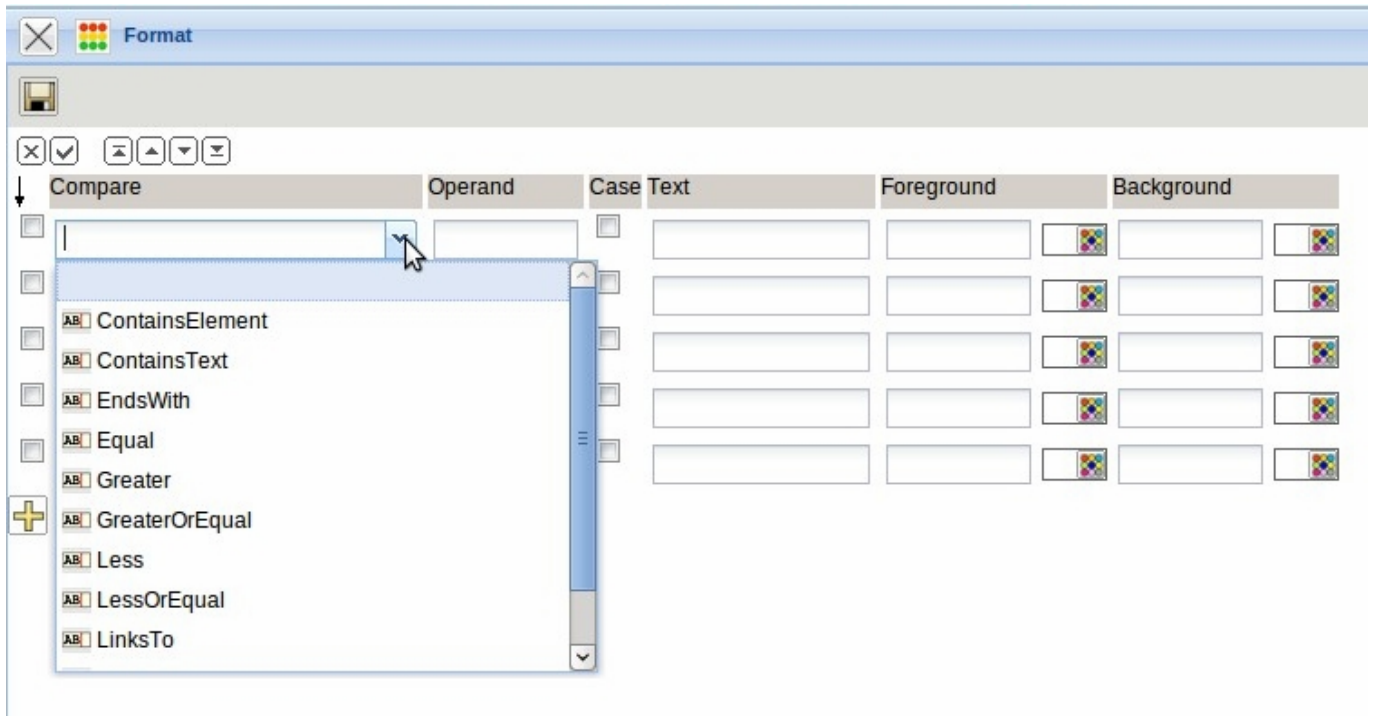 Format
Compare Operand Case Text Foreground Background
ContainsElement
ContainsText
EndsWith
Equal
Greater
GreaterOrEqual
Less
LessOrEqual
LinksTo